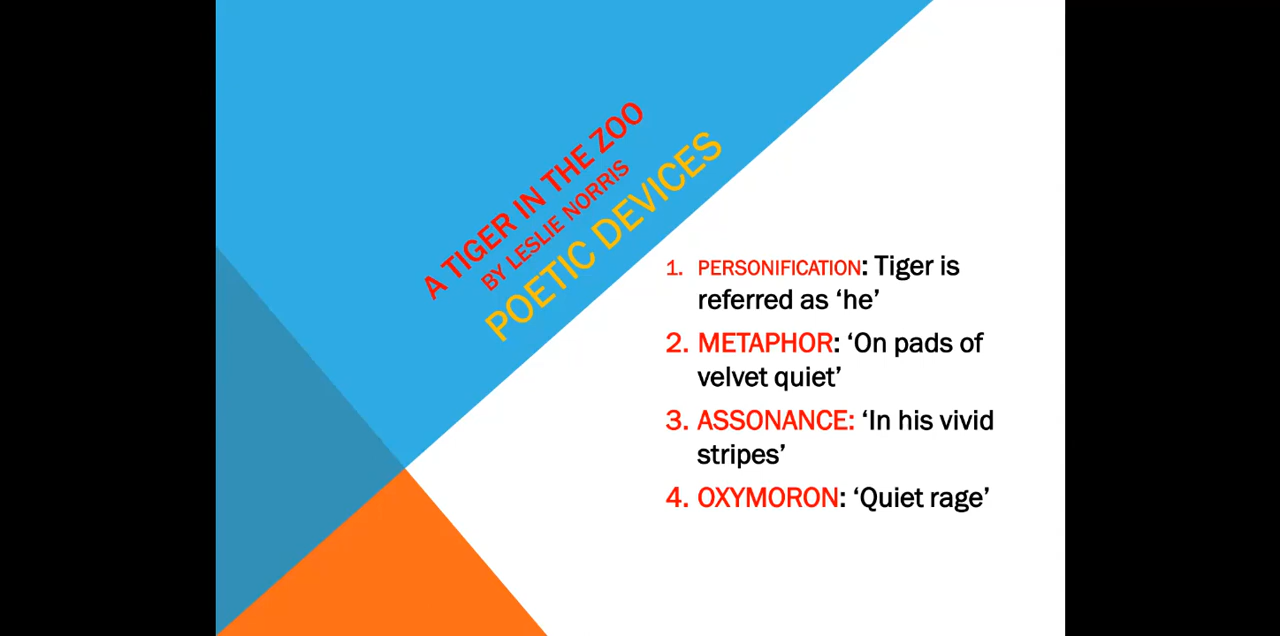 A TIGER IN THE ZOO
BY LESLIE NORRIS
POETIC DEVICES
1. PERSONIFICATION: Tiger is
referred as ‘he’
2. METAPHOR: ‘On pads of
velvet quiet’
3. ASSONANCE: ‘In his vivid
stripes’
4. OXYMORON: ‘Quiet rage’